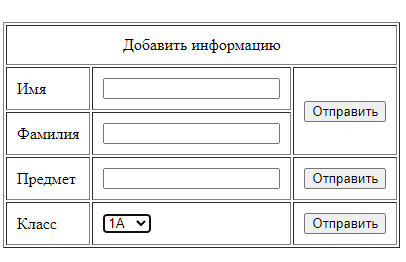 Добавить информацию
Имя
Отправить
Фамилия
Предмет Отправить
Класс 1А Отправить